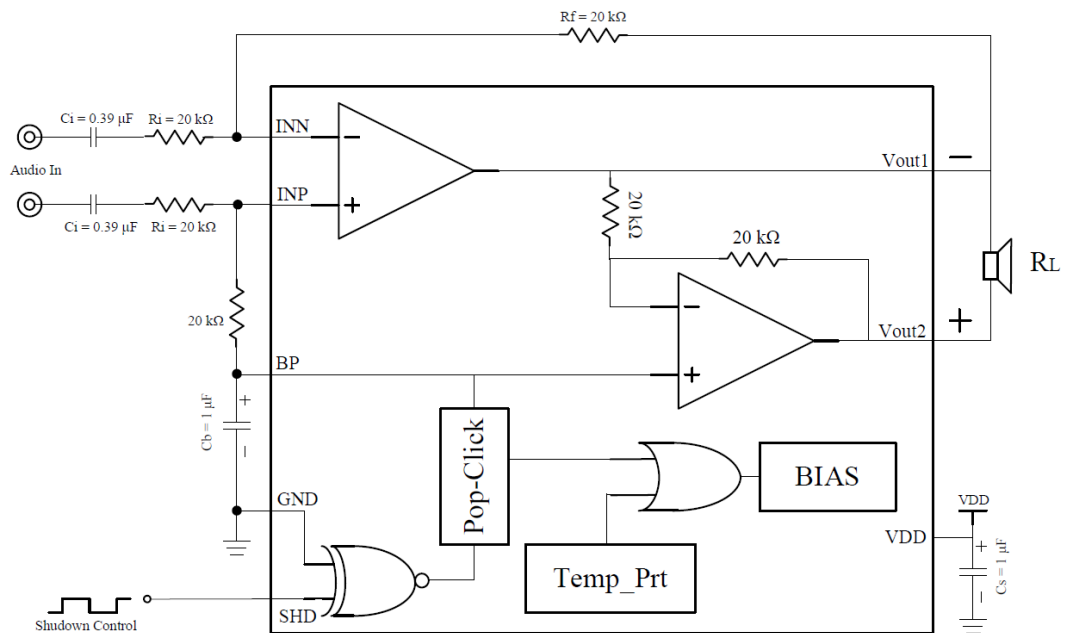 Rf = 20 kΩ
Ci = 0.39 μF
Ri = 20 kΩ
INN
−
Audio In
INP
+
Ci = 0.39 μF
Ri = 20 kΩ
Vout1
−
20 kΩ
20 kΩ
RL
20 kΩ
−
Vout2
+
BP
+
+
Cb = 1 μF
−
Pop-Click
BIAS
GND
VDD
VDD
+
Cs = 1 μF
−
Temp_Prt
SHD
Shudown Control